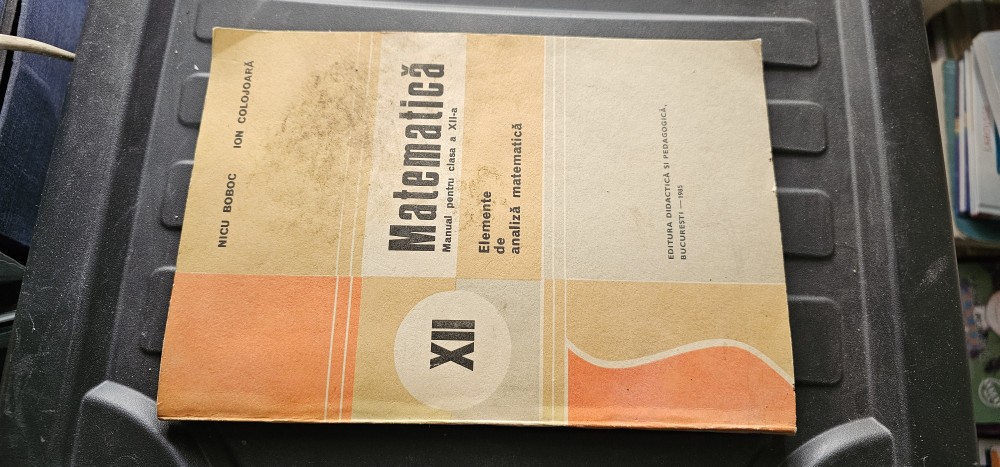 NICU BOBOC ION COLOJOARĂ
Matematică
Manual pentru clasa a XII-a
Elemente
de
analiză matematică
XII
EDITURA DIDACTICĂ ȘI PEDAGOGICĂ,
BUCUREȘTI — 1985